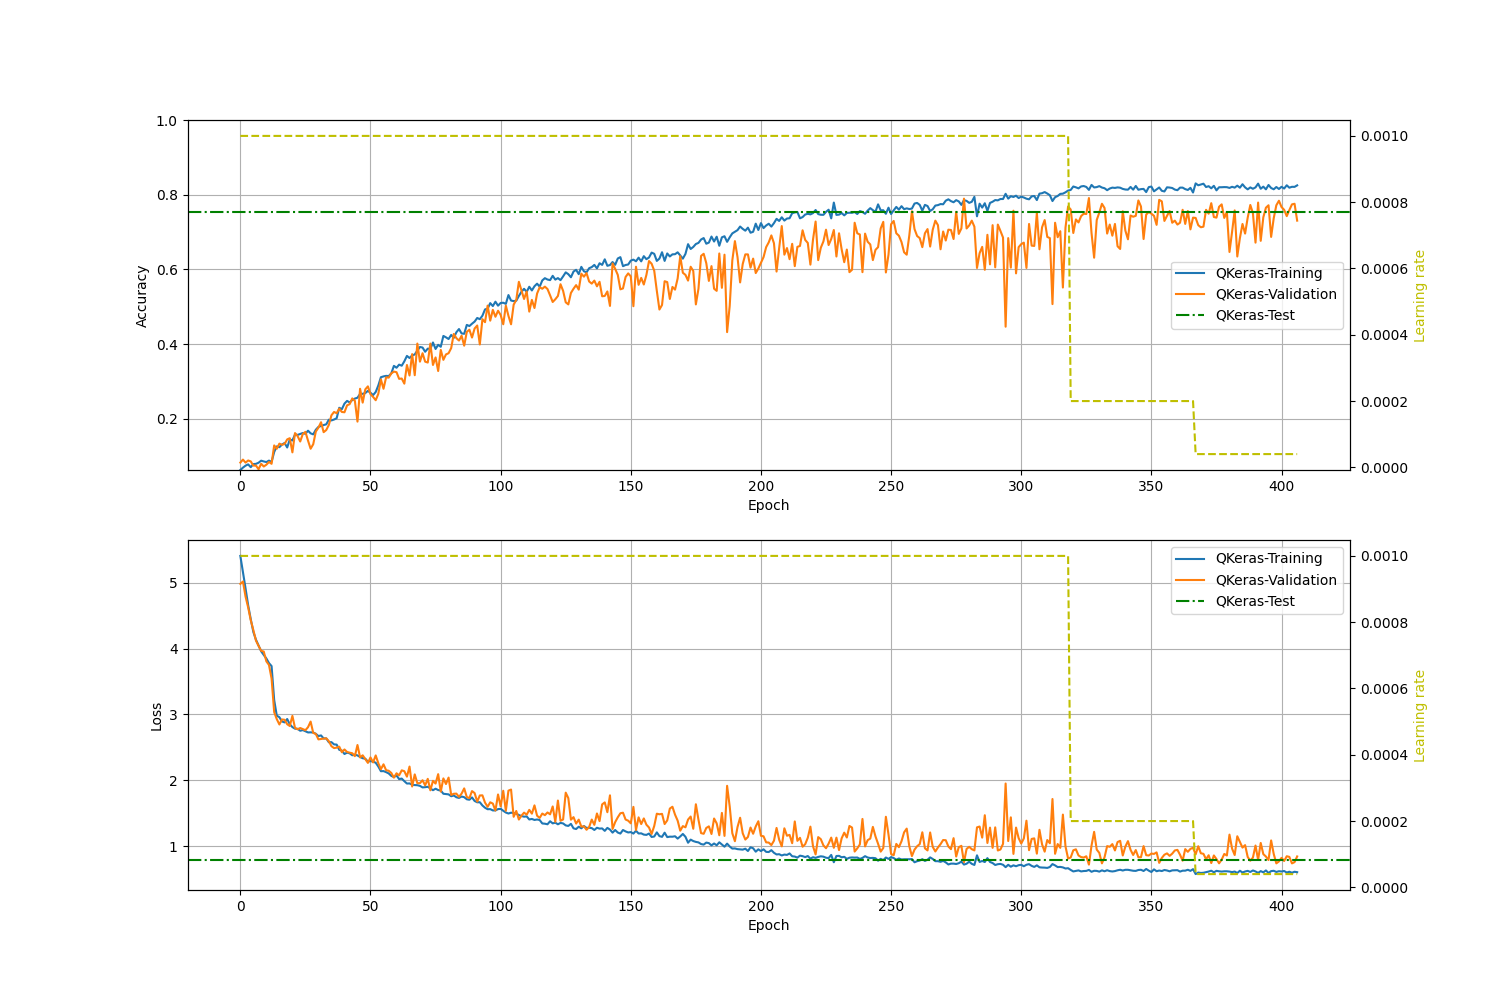 1.0
0.8
0.6
0.4
0.2
Accuracy
0 50 100 150 200 250 300 350 400
Epoch
0.0010
0.0008
0.0006
0.0004
0.0002
0.0000
Learning rate
QKeras-Training
QKeras-Validation
QKeras-Test
5
4
3
2
1
Loss
0 50 100 150 200 250 300 350 400
Epoch
0.0010
0.0008
0.0006
0.0004
0.0002
0.0000
Learning rate
QKeras-Training
QKeras-Validation
QKeras-Test